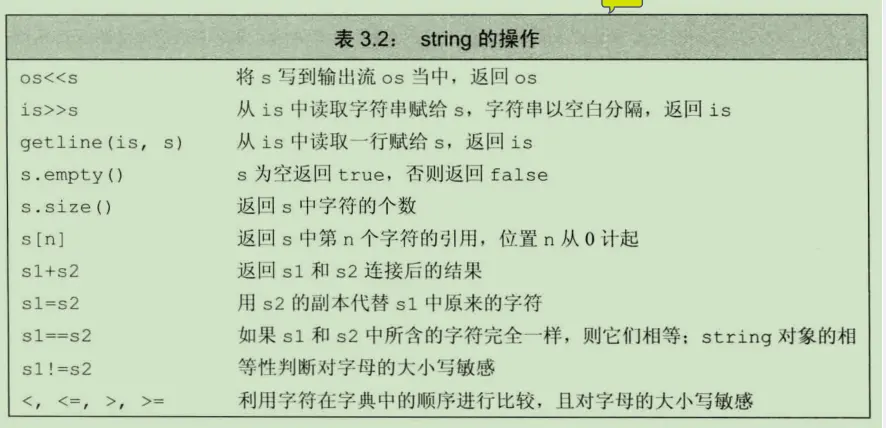 表 3.2： string 的操作
os<<s 将 s 写到输出流 os 当中，返回 os
is>>s 从 is 中读取字符串赋给 s，字符串以空白分隔，返回 is
getline(is, s) 从 is 中读取一行赋给 s，返回 is
s.empty() s 为空返回 true，否则返回 false
s.size() 返回 s 中字符的个数
s[n] 返回 s 中第 n 个字符的引用，位置 n 从 0 计起
s1+s2 返回 s1 和 s2 连接后的结果
s1=s2 用 s2 的副本代替 s1 中原来的字符
s1==s2 如果 s1 和 s2 中所含的字符完全一样，则它们相等；string 对象的相
s1!=s2 等性判断对字母的大小写敏感
<, <=, >, >= 利用字符在字典中的顺序进行比较，且对字母的大小写敏感